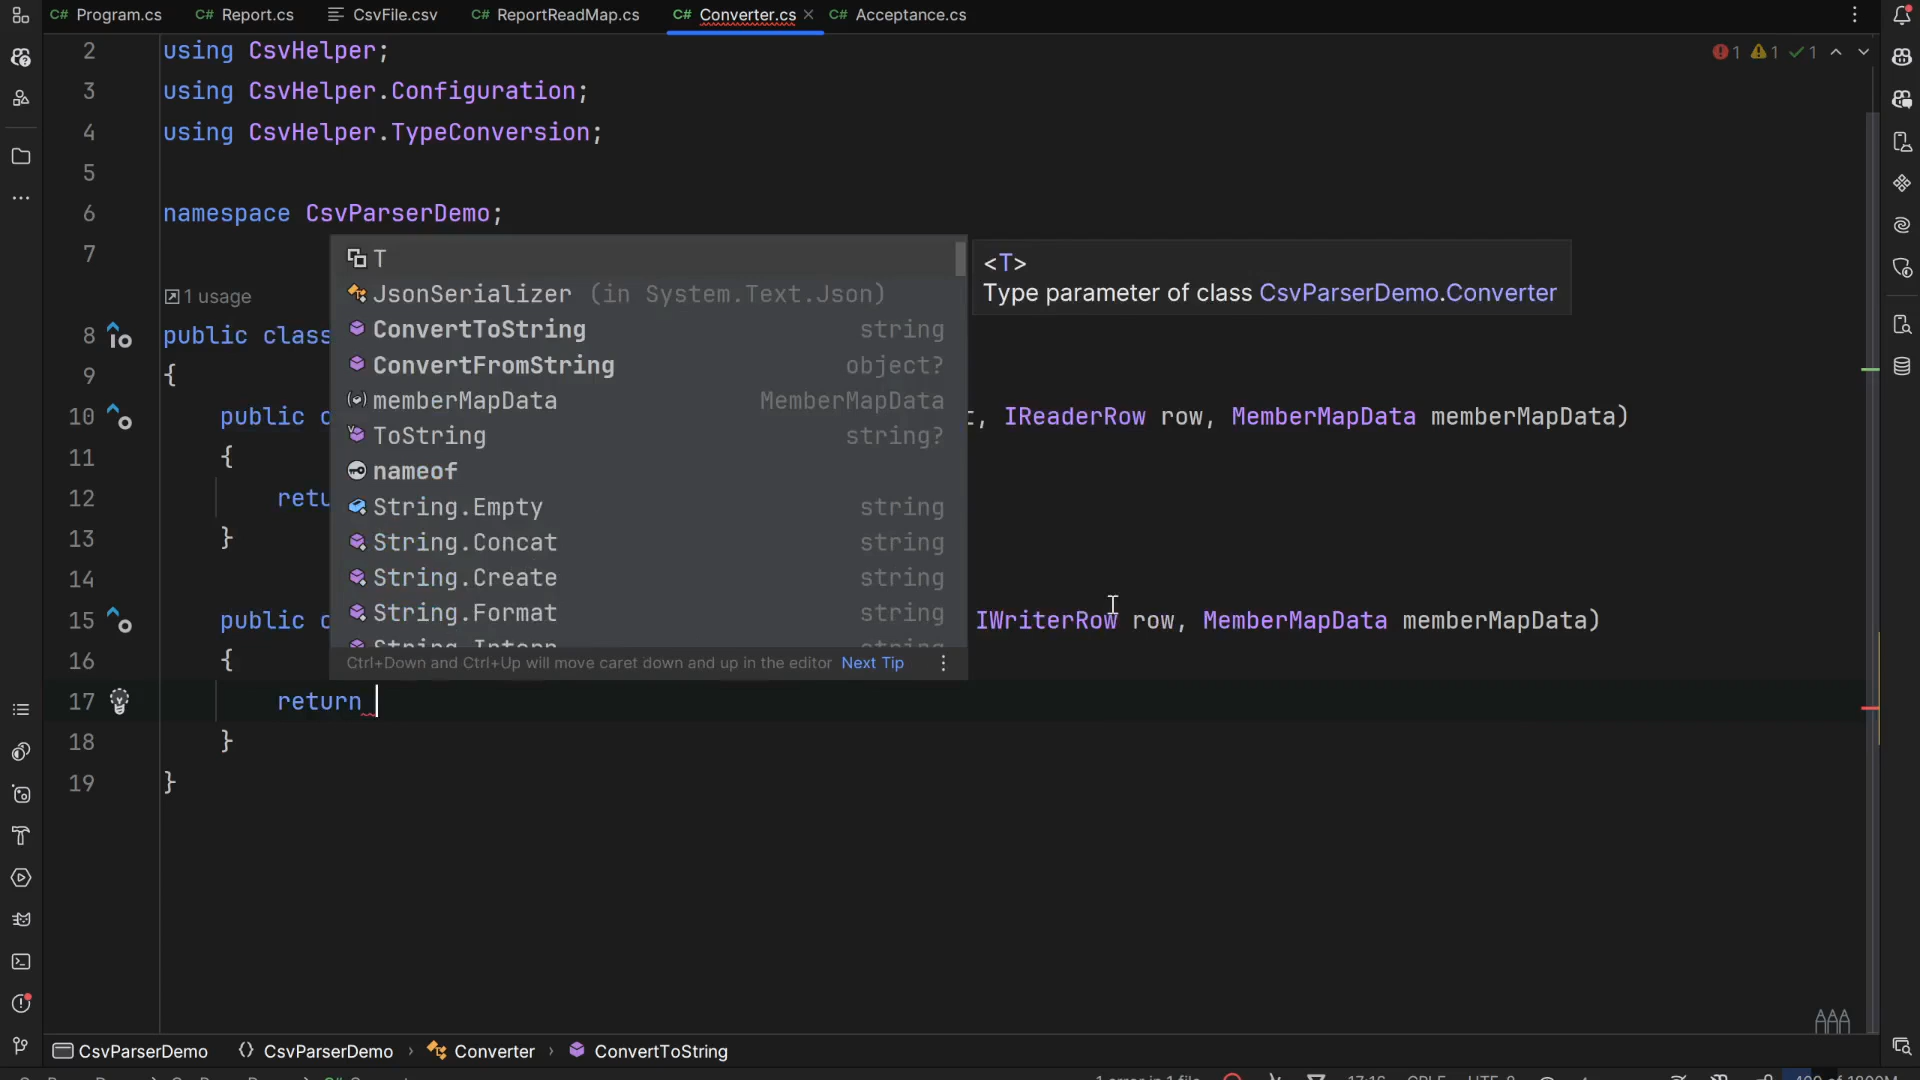 C# Program.cs C# Report.cs CsvFile.csv C# ReportReadMap.cs C# Converter.cs C# Acceptance.cs
2 using CsvHelper;
1 1 1
3 using CsvHelper.Configuration;
4 using CsvHelper.TypeConversion;
5
6 namespace CsvParserDemo;
7
1 usage
8 public class
9 {
10 public t, IReaderRow row, MemberMapData memberMapData)
11 {
12 retu
13 }
14
15 public IWriterRow row, MemberMapData memberMapData)
16 {
17 return
18 }
19 }
T
JsonSerializer (in System.Text.Json)
ConvertToString string
ConvertFromString object?
memberMapData MemberMapData
ToString string?
nameof
String.Empty string
String.Concat string
String.Create string
String.Format string
Ctrl+Down and Ctrl+Up will move caret down and up in the editor Next Tip
<T>
Type parameter of class CsvParserDemo.Converter
CsvParserDemo CsvParserDemo Converter ConvertToString